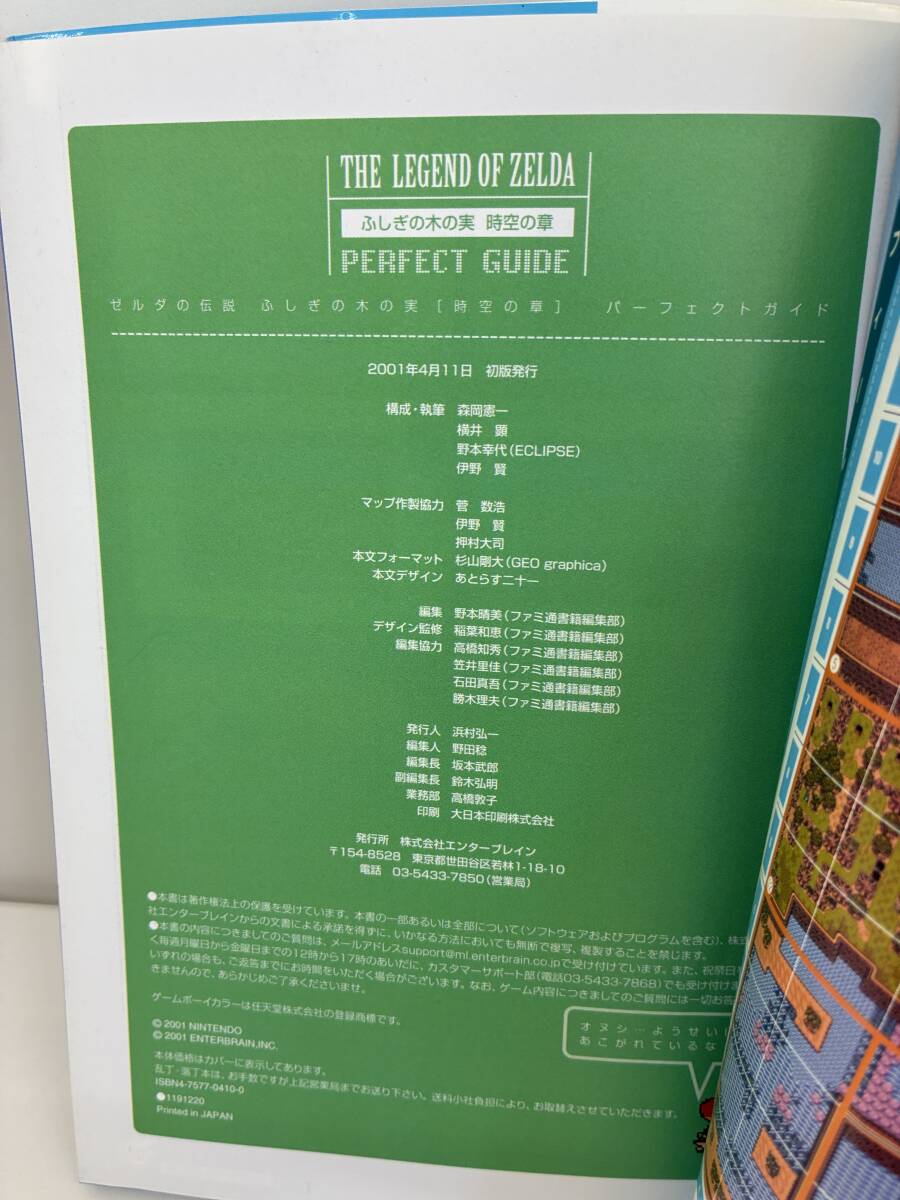 THE LEGEND OF ZELDA
ふしぎの木の実 時空の章
PERFECT GUIDE
ゼルダの伝説 ふしぎの木の実[時空の章] パーフェクトガイド
2001年4月11日 初版発行
構成・執筆 森岡憲一
横井 顕
野本幸代(ECLIPSE)
伊野 賢
マップ作製協力 菅 数浩
伊野 賢
押村大司
本文フォーマット 杉山剛大(GEO graphica)
本文デザイン あとらす二十一
編集 野本晴美(ファミ通書籍編集部)
デザイン監修 稲葉和恵(ファミ通書籍編集部)
編集協力 高橋知秀(ファミ通書籍編集部)
笠井里佳(ファミ通書籍編集部)
石田真吾(ファミ通書籍編集部)
勝木理夫(ファミ通書籍編集部)
発行人 浜村弘一
編集人 野田稔
編集長 坂本武郎
副編集長 鈴木弘明
業務部 高橋敦子
印刷 大日本印刷株式会社
発行所 株式会社エンターブレイン
〒154-8528 東京都世田谷区若林1-18-10
電話 03-5433-7850(営業局)
●本書は著作権法上の保護を受けています。本書の一部あるいは全部について(ソフトウェアおよびプログラムを含む)、株式
社エンターブレインからの文書による承諾を得ずに、いかなる方法においても無断で複写、複製することを禁じます。
●本書の内容につきましてのご質問は、メールアドレスsupport@ml.enterbrain.co.jpで受け付けています。また、祝祭日
く毎週月曜日から金曜日までの12時から17時のあいだに、カスタマーサポート部(電話03-5433-7868)でも受け付けま
いずれの場合も、ご返答までにお時間をいただく場合がございます。なお、ゲーム内容につきましてのご質問には一切お答
きませんので、あらかじめご了承くださいませ。
ゲームボーイカラーは任天堂株式会社の登録商標です。
© 2001 NINTENDO
© 2001 ENTERBRAIN,INC.
本体価格はカバーに表示してあります。
乱丁・落丁本は、お手数ですが上記営業局までお送り下さい。送料小社負担により、お取替えさせていただきます。
ISBN4-7577-0410-0
●1191220
Printed in JAPAN
オヌシ…ようせいに
あこがれているな